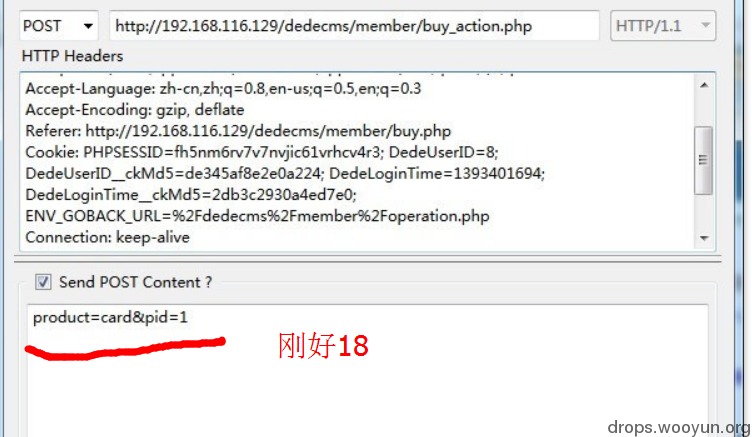 POST http://192.168.116.129/dedecms/member/buy_action.php HTTP/1.1
HTTP Headers
Accept-Language: zh-cn,zh;q=0.8,en-us;q=0.5,en;q=0.3
Accept-Encoding: gzip, deflate
Referer: http://192.168.116.129/dedecms/member/buy.php
Cookie: PHPSESSID=fh5nm6rv7v7nvjic61vrhcv4r3; DedeUserID=8;
DedeUserID__ckMd5=de345af8e2e0a224; DedeLoginTime=1393401694;
DedeLoginTime__ckMd5=2db3c2930a4ed7e0;
ENV_GOBACK_URL=%2Fdedecms%2Fmember%2Foperation.php
Connection: keep-alive
Send POST Content ?
product=card&pid=1
刚好18
drops.wooyun.org